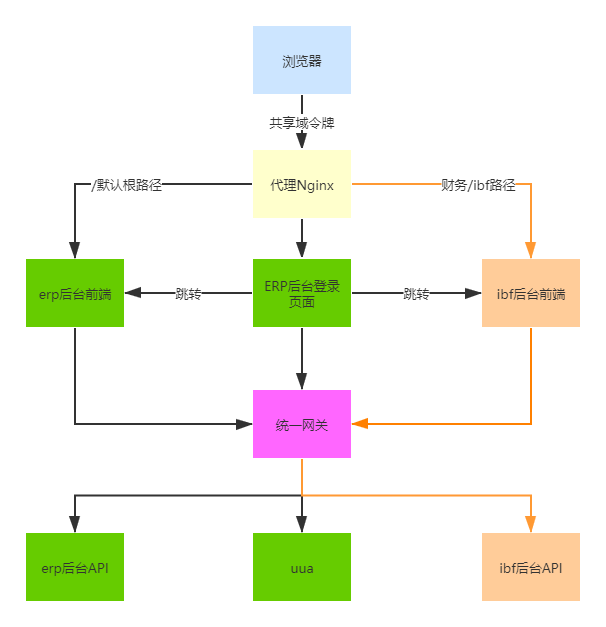 浏览器
共享域令牌
/默认根路径
代理Nginx
财务/ibf路径
erp后台前端
跳转
ERP后台登录
页面
跳转
ibf后台前端
统一网关
erp后台API
uua
ibf后台API